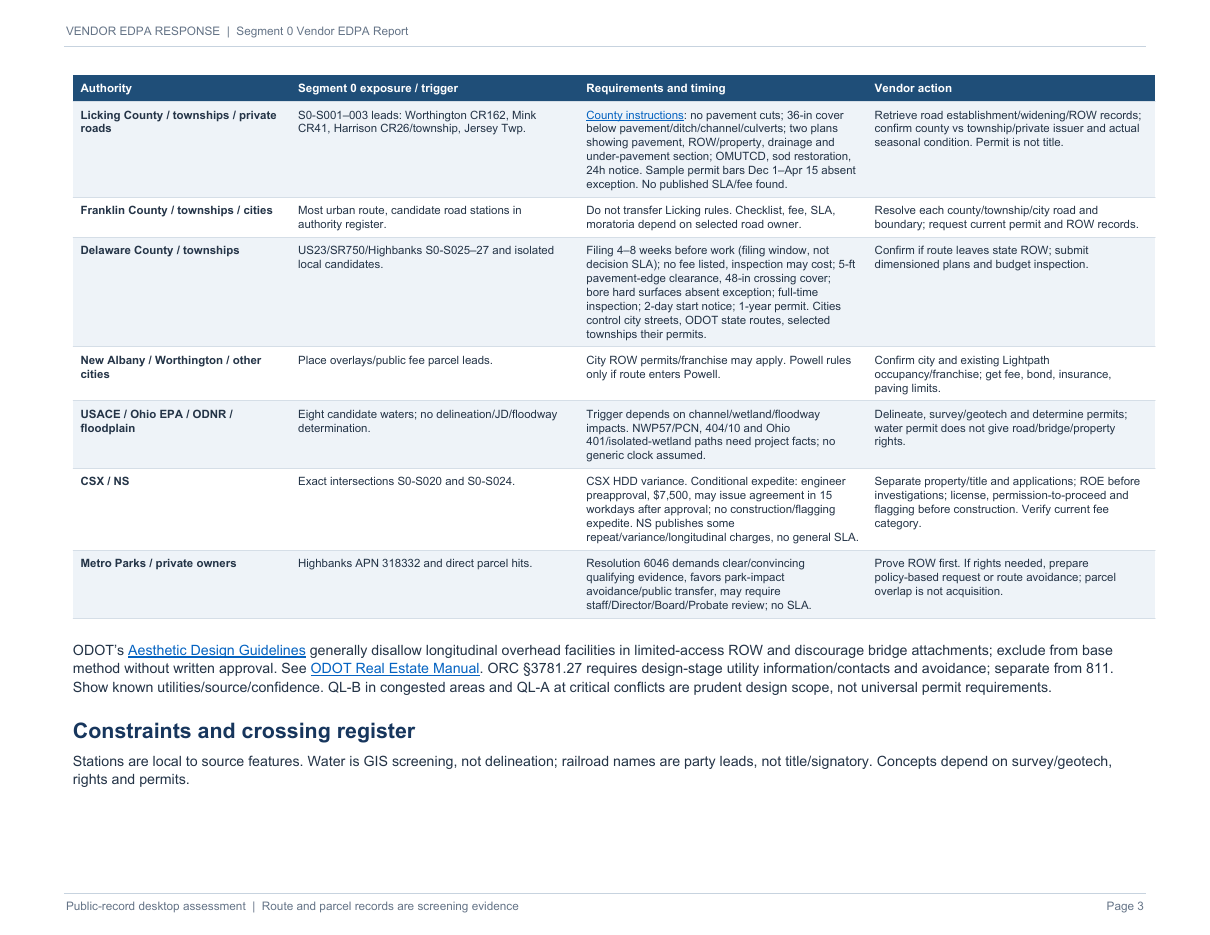 VENDOR EDPA RESPONSE | Segment 0 Vendor EDPA Report
Authority
Segment 0 exposure / trigger
Requirements and timing
Vendor action
Licking County / townships / private
roads
S0-S001–003 leads: Worthington CR162, Mink
CR41, Harrison CR26/township, Jersey Twp.
County instructions: no pavement cuts; 36-in cover
below pavement/ditch/channel/culverts; two plans
showing pavement, ROW/property, drainage and
under-pavement section; OMUTCD, sod restoration,
24h notice. Sample permit bars Dec 1–Apr 15 absent
exception. No published SLA/fee found.
Retrieve road establishment/widening/ROW records;
confirm county vs township/private issuer and actual
seasonal condition. Permit is not title.
Franklin County / townships / cities
Most urban route, candidate road stations in
authority register.
Do not transfer Licking rules. Checklist, fee, SLA,
moratoria depend on selected road owner.
Resolve each county/township/city road and
boundary; request current permit and ROW records.
Delaware County / townships
US23/SR750/Highbanks S0-S025–27 and isolated
local candidates.
Filing 4–8 weeks before work (filing window, not
decision SLA); no fee listed, inspection may cost; 5-ft
pavement-edge clearance, 48-in crossing cover;
bore hard surfaces absent exception; full-time
inspection; 2-day start notice; 1-year permit. Cities
control city streets, ODOT state routes, selected
townships their permits.
Confirm if route leaves state ROW; submit
dimensioned plans and budget inspection.
New Albany / Worthington / other
cities
Place overlays/public fee parcel leads.
City ROW permits/franchise may apply. Powell rules
only if route enters Powell.
Confirm city and existing Lightpath
occupancy/franchise; get fee, bond, insurance,
paving limits.
USACE / Ohio EPA / ODNR /
floodplain
Eight candidate waters; no delineation/JD/floodway
determination.
Trigger depends on channel/wetland/floodway
impacts. NWP57/PCN, 404/10 and Ohio
401/isolated-wetland paths need project facts; no
generic clock assumed.
Delineate, survey/geotech and determine permits;
water permit does not give road/bridge/property
rights.
CSX / NS
Exact intersections S0-S020 and S0-S024.
CSX HDD variance. Conditional expedite: engineer
preapproval, $7,500, may issue agreement in 15
workdays after approval; no construction/flagging
expedite. NS publishes some
repeat/variance/longitudinal charges, no general SLA.
Separate property/title and applications; ROE before
investigations; license, permission-to-proceed and
flagging before construction. Verify current fee
category.
Metro Parks / private owners
Highbanks APN 318332 and direct parcel hits.
Resolution 6046 demands clear/convincing
qualifying evidence, favors park-impact
avoidance/public transfer, may require
staff/Director/Board/Probate review; no SLA.
Prove ROW first. If rights needed, prepare
policy-based request or route avoidance; parcel
overlap is not acquisition.
ODOT's Aesthetic Design Guidelines generally disallow longitudinal overhead facilities in limited-access ROW and discourage bridge attachments; exclude from base
method without written approval. See ODOT Real Estate Manual. ORC §3781.27 requires design-stage utility information/contacts and avoidance; separate from 811.
Show known utilities/source/confidence. QL-B in congested areas and QL-A at critical conflicts are prudent design scope, not universal permit requirements.
Constraints and crossing register
Stations are local to source features. Water is GIS screening, not delineation; railroad names are party leads, not title/signatory. Concepts depend on survey/geotech,
rights and permits.
Public-record desktop assessment | Route and parcel records are screening evidence
Page 3